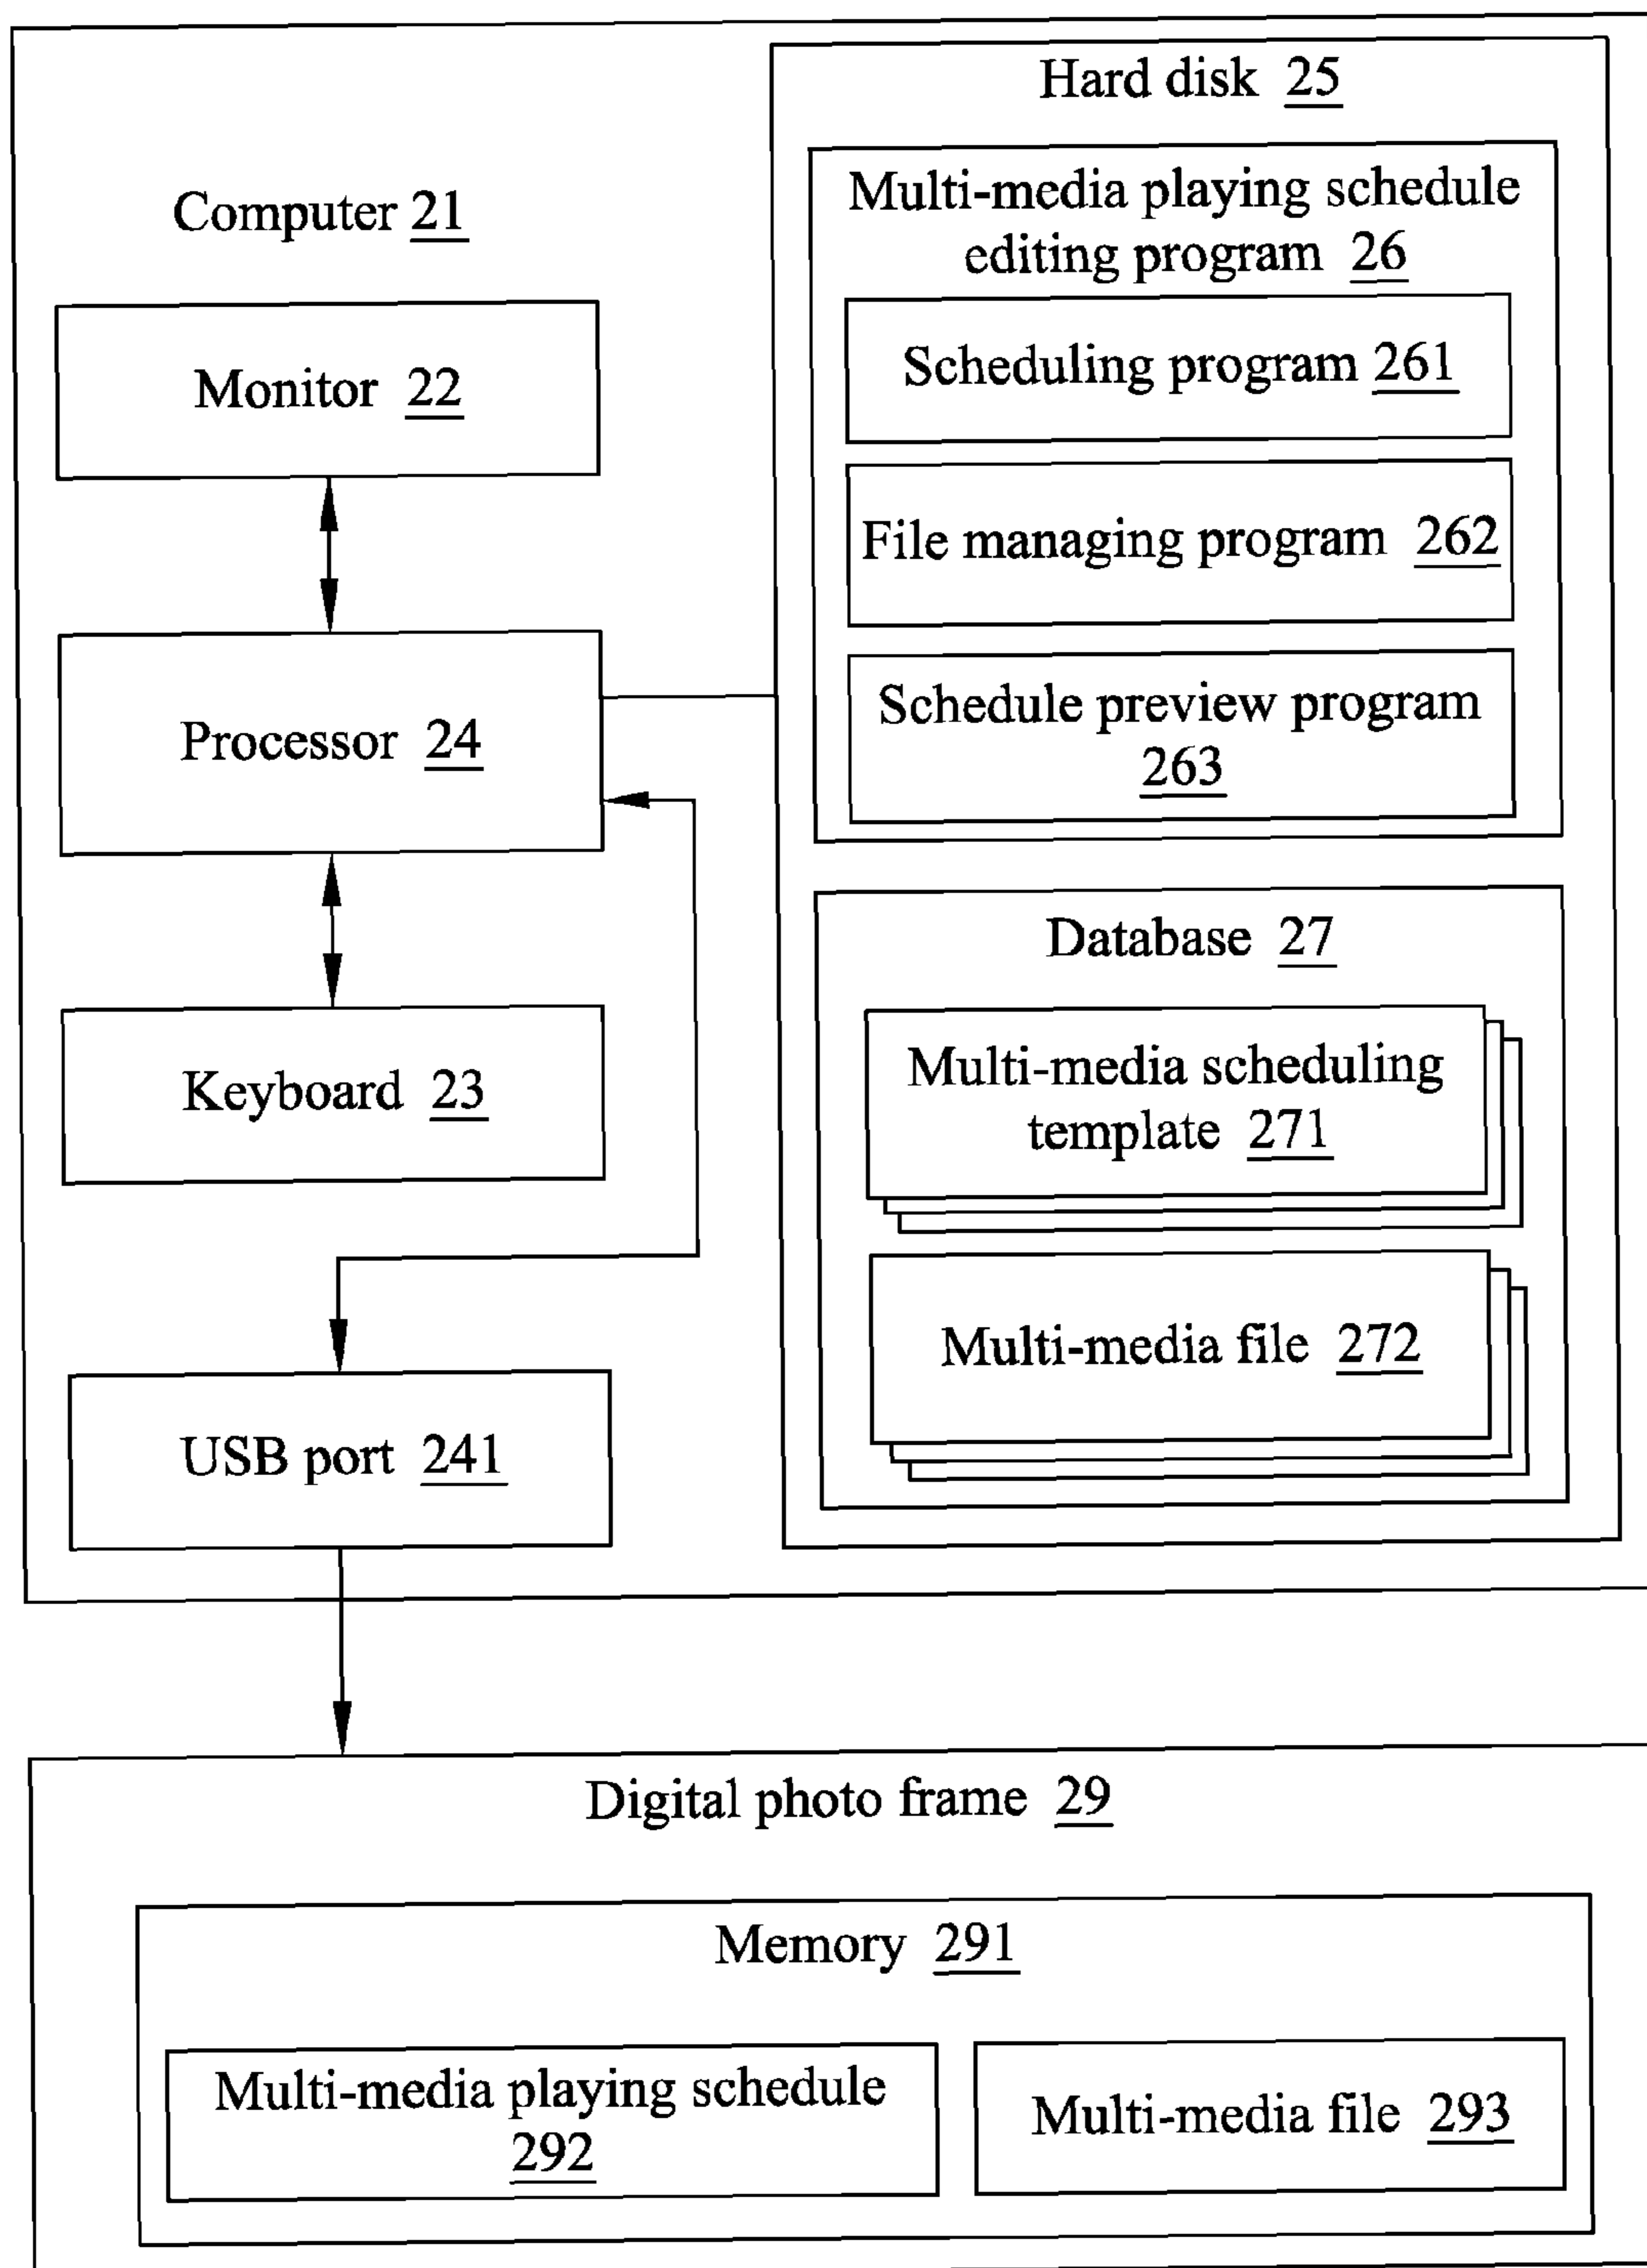 Computer 21
Monitor 22
Processor 24
Keyboard 23
USB port 241
Hard disk 25
Multi-media playing schedule
editing program 26
Scheduling program 261
File managing program 262
Schedule preview program
263
Database 27
Multi-media scheduling
template 271
Multi-media file 272
Digital photo frame 29
Memory 291
Multi-media playing schedule
292
Multi-media file 293